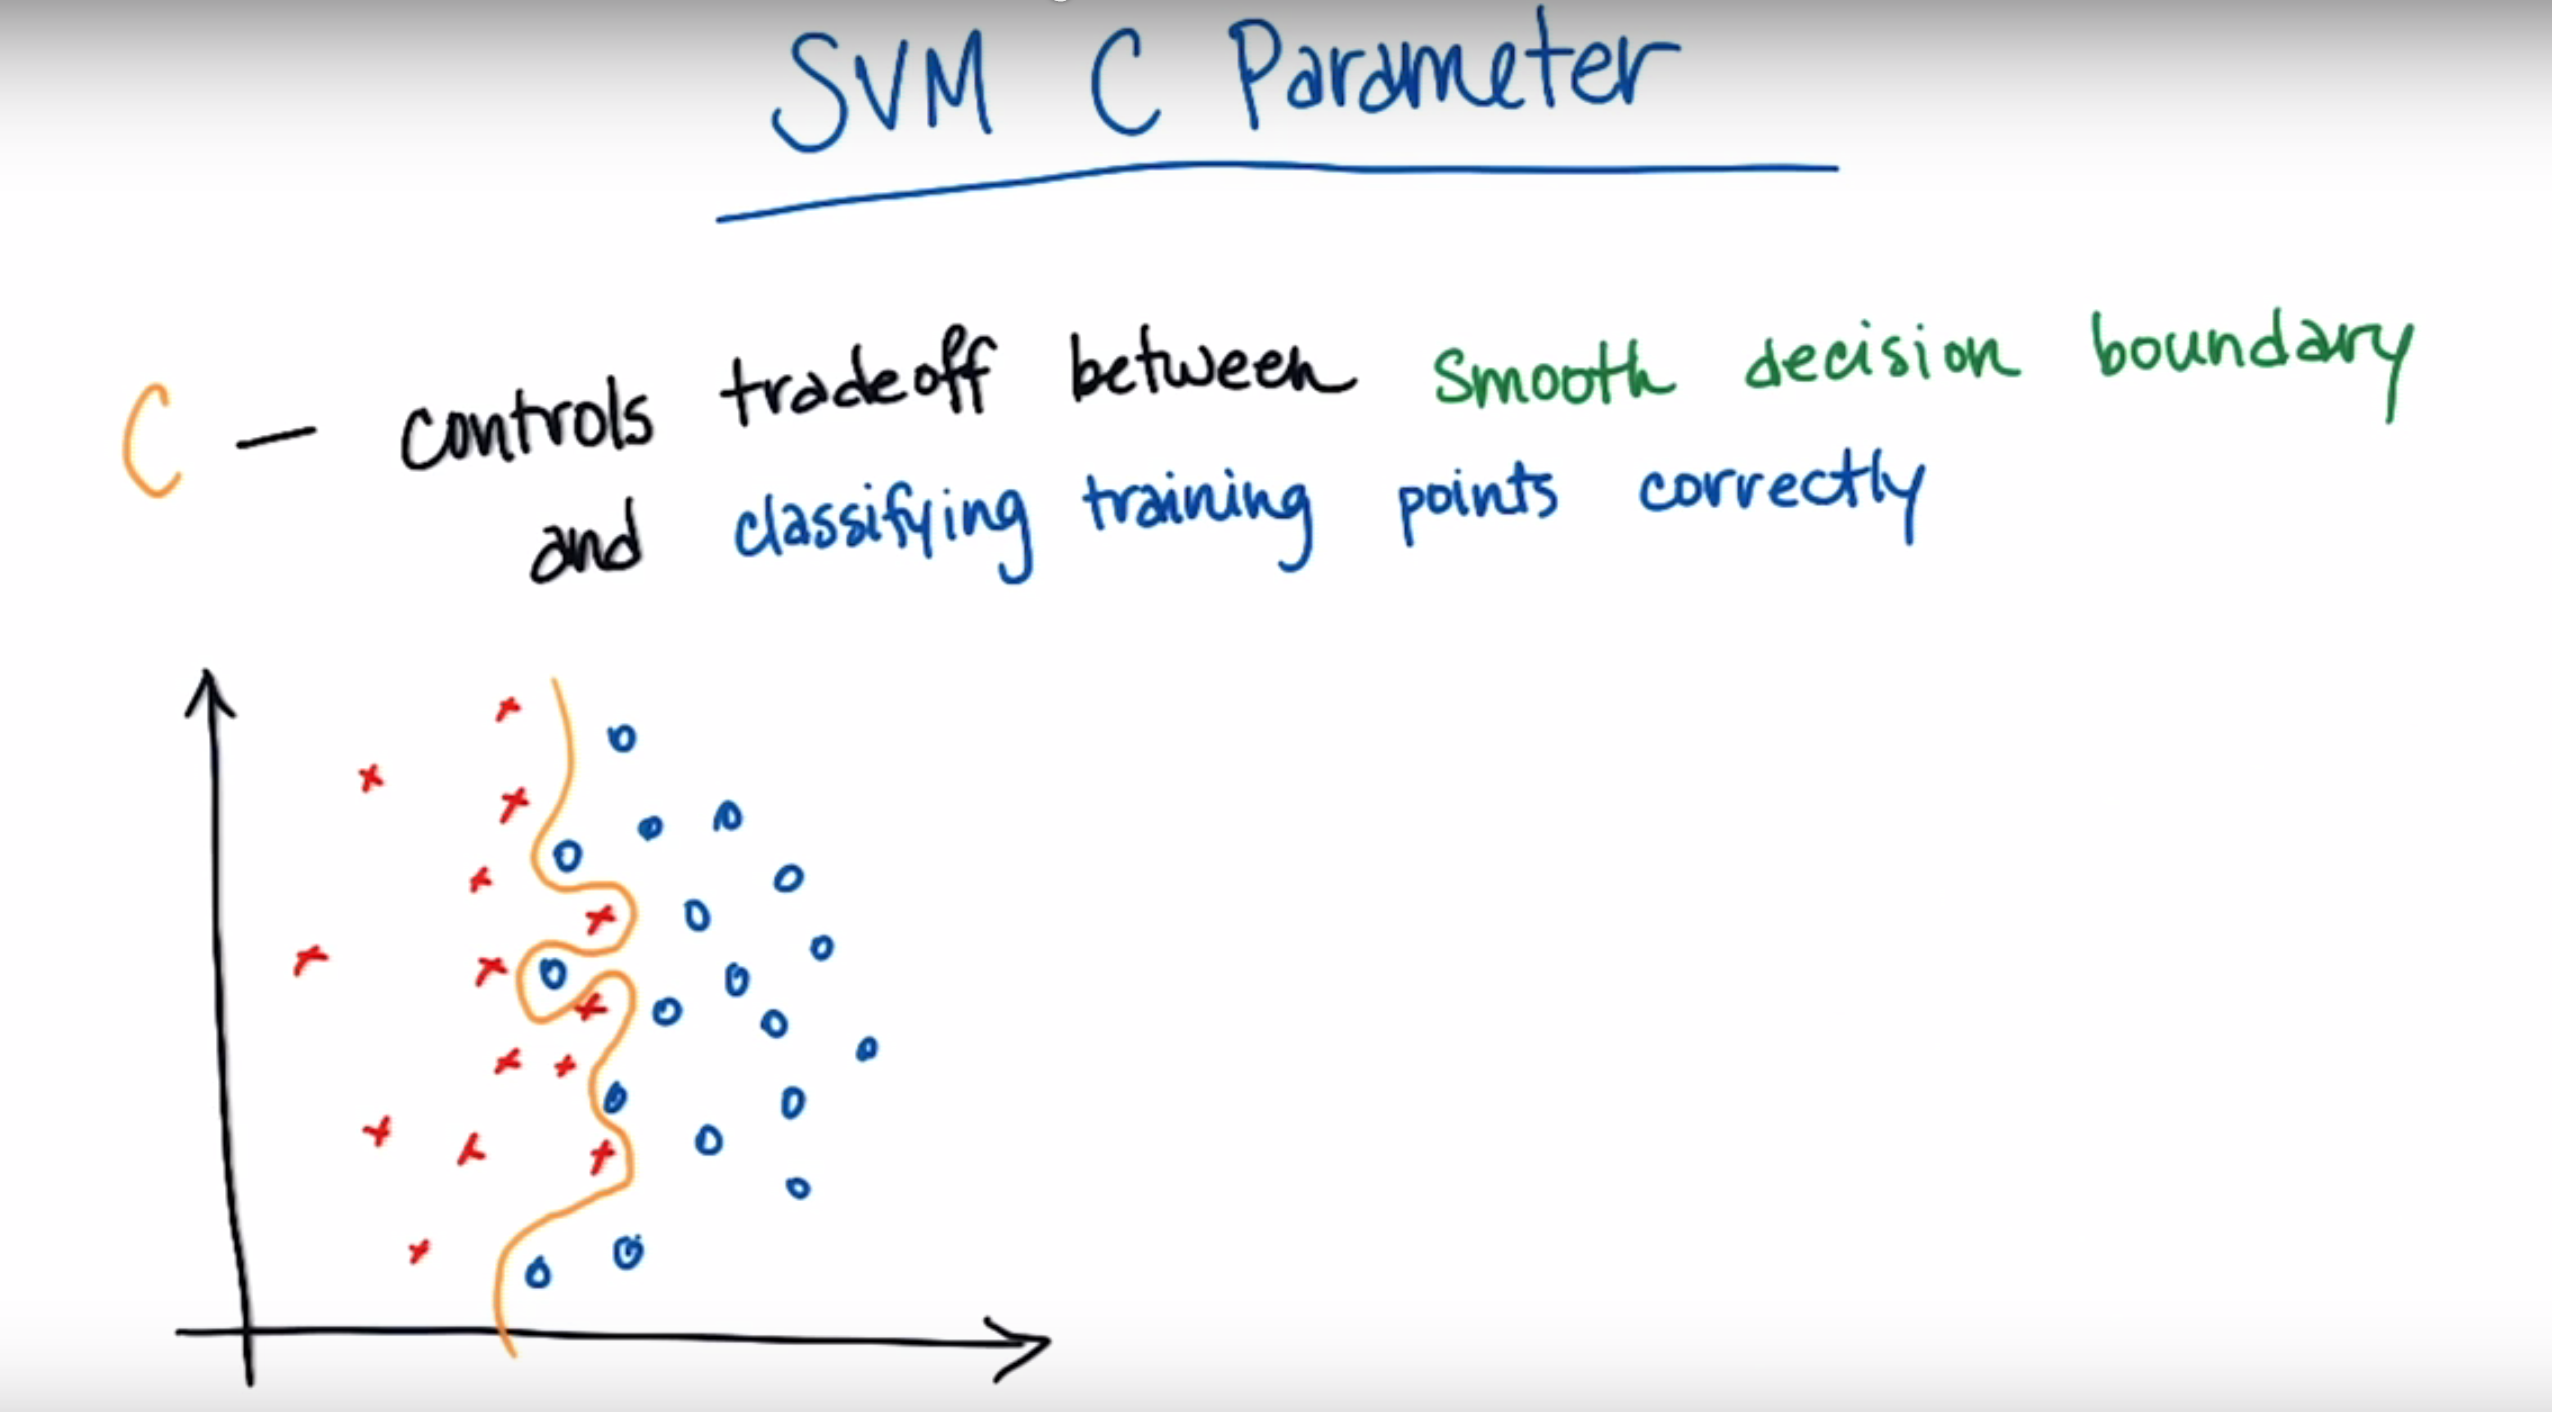 SVM C Parameter
C — controls tradeoff between smooth decision boundary
and classifying training points correctly